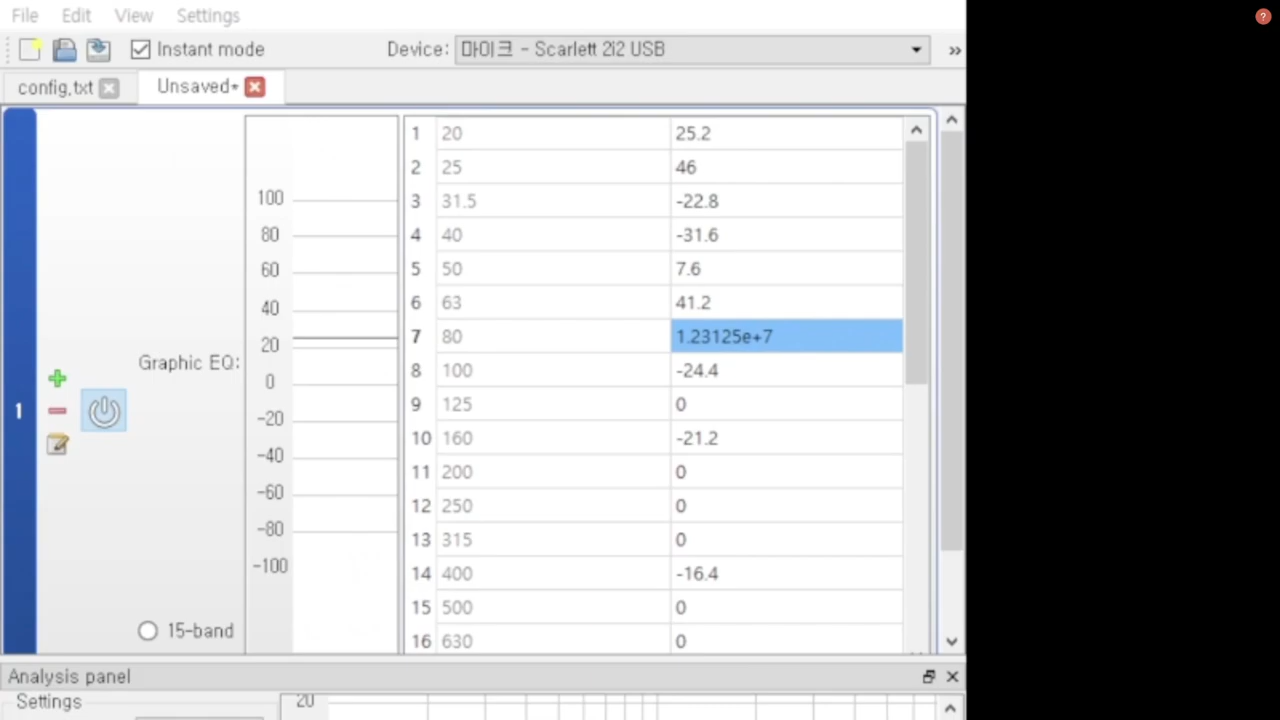 File Edit View Settings
Instant mode Device: 마이크 - Scarlett 2i2 USB »
config.txt Unsaved*
1 20 25.2
2 25 46
3 31.5 -22.8
4 40 -31.6
5 50 7.6
6 63 41.2
7 80 1.23125e+7
8 100 -24.4
9 125 0
10 160 -21.2
11 200 0
12 250 0
13 315 0
14 400 -16.4
15 500 0
16 630 0
100
80
60
40
20
0
-20
-40
-60
-80
-100
Graphic EQ:
1
15-band
Analysis panel
Settings
20
?